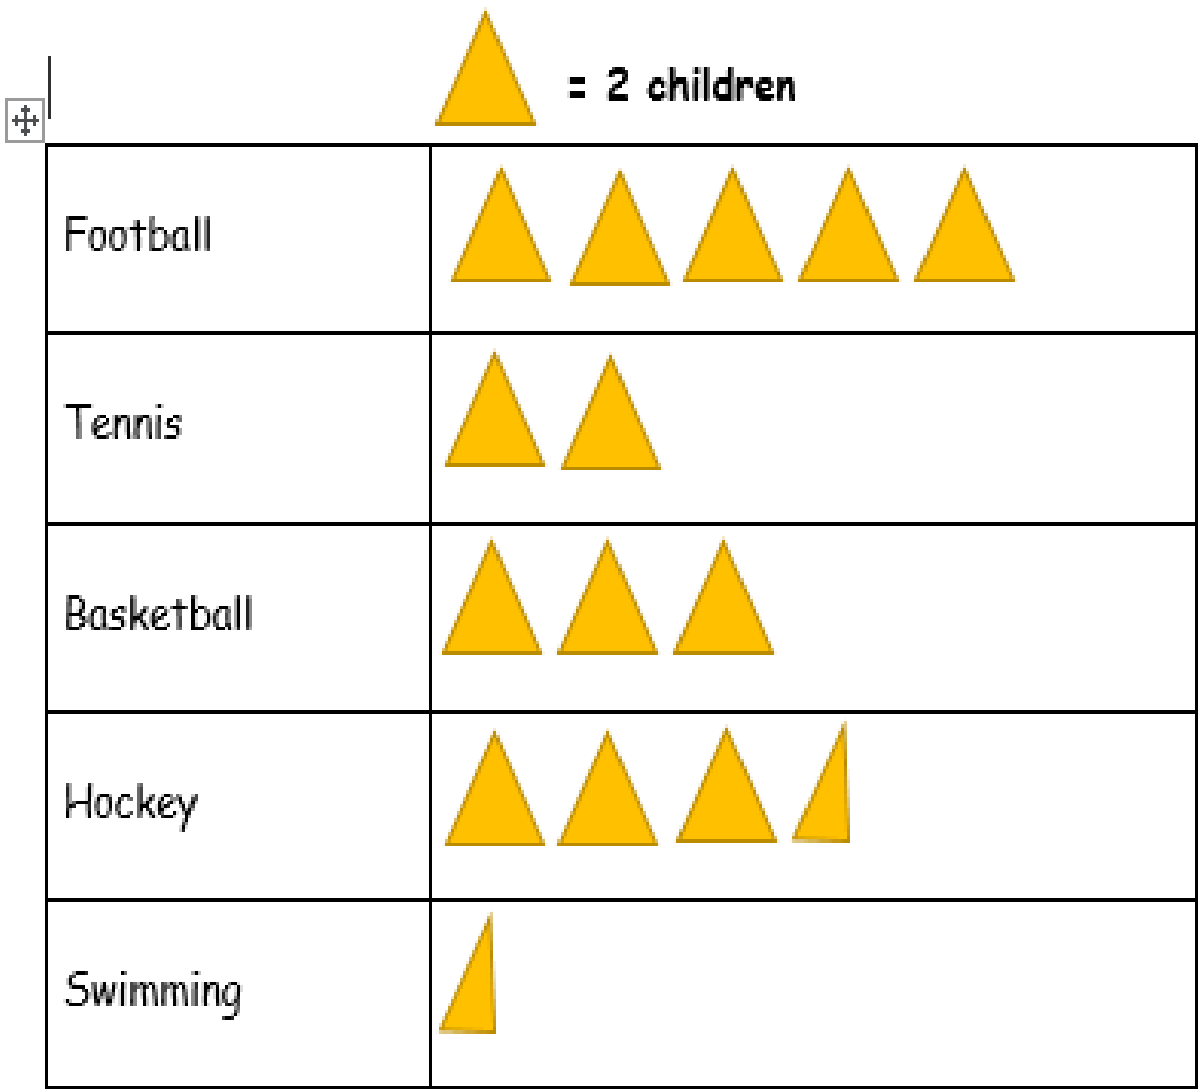 = 2 children
Football
Tennis
Basketball
Hockey
Swimming